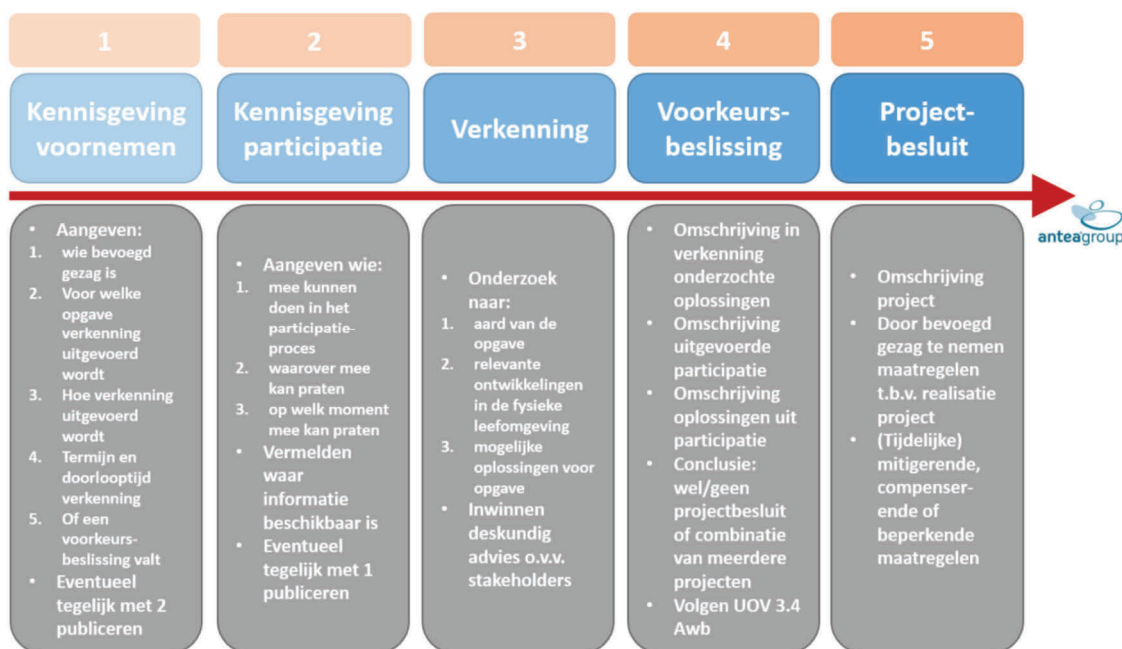 1
2
3
4
5
Kennisgeving
voornemen
Kennisgeving
participatie
Verkenning
Voorkeurs-
beslissing
Project-
besluit
• Aangeven:
1. wie bevoegd
gezag is
2. Voor welke
opgave
verkenning
uitgevoerd
wordt
3. Hoe verkenning
uitgevoerd
wordt
4. Termijn en
doorlooptijd
verkenning
5. Of een
voorkeurs-
beslissing valt
• Eventueel
tegelijk met 2
publiceren
• Aangeven wie:
1. mee kunnen
doen in het
participatie-
proces
2. waarover mee
kan praten
3. op welk moment
mee kan praten
• Vermelden
waar
informatie
beschikbaar is
• Eventueel
tegelijk met 1
publiceren
• Onderzoek
naar:
1. aard van de
opgave
2. relevante
ontwikkelingen
in de fysieke
leefomgeving
3. mogelijke
oplossingen voor
opgave
• Inwinnen
deskundig
advies o.v.v.
stakeholders
• Omschrijving in
verkenning
onderzochte
oplossingen
• Omschrijving
uitgevoerde
participatie
• Omschrijving
oplossingen uit
participatie
• Conclusie:
wel/geen
projectbesluit
of combinatie
van meerdere
projecten
• Volgen UOV 3.4
Awb
• Omschrijving
project
• Door bevoegd
gezag te nemen
maatregelen
t.b.v. realisatie
project
• (Tijdelijke)
mitigerende,
compenser-
ende of
beperkende
maatregelen
anteagroup